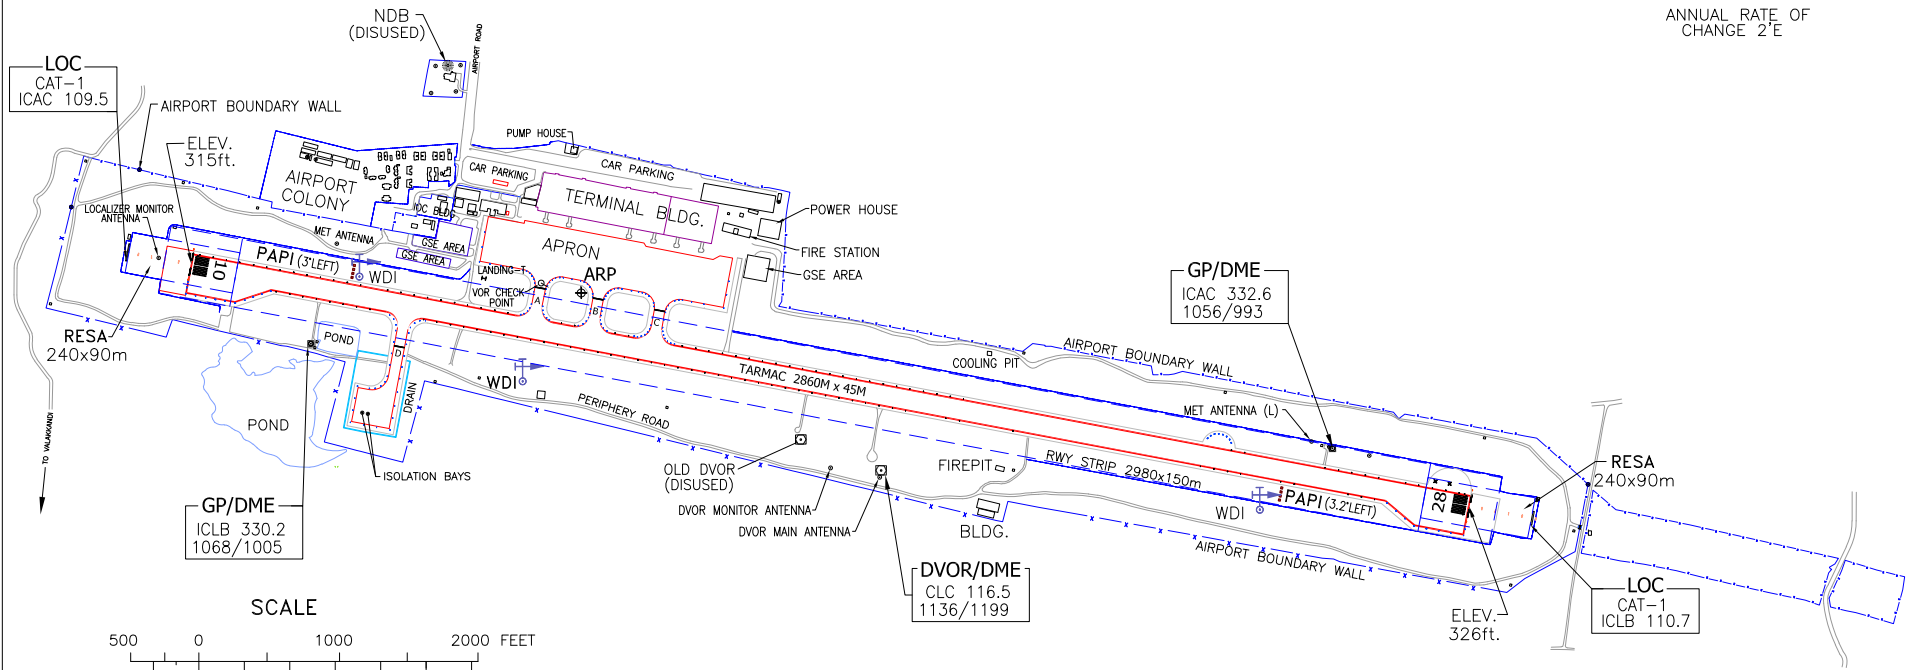 ANNUAL RATE OF
CHANGE 2'E
NDB
(DISUSED)
AIRPORT ROAD
LOC
CAT-1
ICAC 109.5
AIRPORT BOUNDARY WALL
ELEV.
315ft.
PUMP HOUSE
CAR PARKING
CAR PARKING
AIRPORT
COLONY
TERMINAL BLDG.
IOC BLDG
POWER HOUSE
LOCALIZER MONITOR
ANTENNA
MET ANTENNA
GSE AREA
GSE AREA
APRON
FIRE STATION
GSE AREA
10
PAPI (3°LEFT)
WDI
LANDING-T
ARP
VOR CHECK
POINT
A
B
C
D
GP/DME
ICAC 332.6
1056/993
RESA
240x90m
POND
POND
WDI
COOLING PIT
AIRPORT BOUNDARY WALL
TARMAC 2860M x 45M
DRAIN
PERIPHERY ROAD
MET ANTENNA (L)
TO VALAKKANDI
ISOLATION BAYS
OLD DVOR
(DISUSED)
FIREPIT
RWY STRIP 2980x150m
RESA
240x90m
28
PAPI (3.2°LEFT)
WDI
GP/DME
ICLB 330.2
1068/1005
DVOR MONITOR ANTENNA
DVOR MAIN ANTENNA
BLDG.
AIRPORT BOUNDARY WALL
DVOR/DME
CLC 116.5
1136/1199
LOC
CAT-1
ICLB 110.7
ELEV.
326ft.
SCALE
500 0 1000 2000 FEET